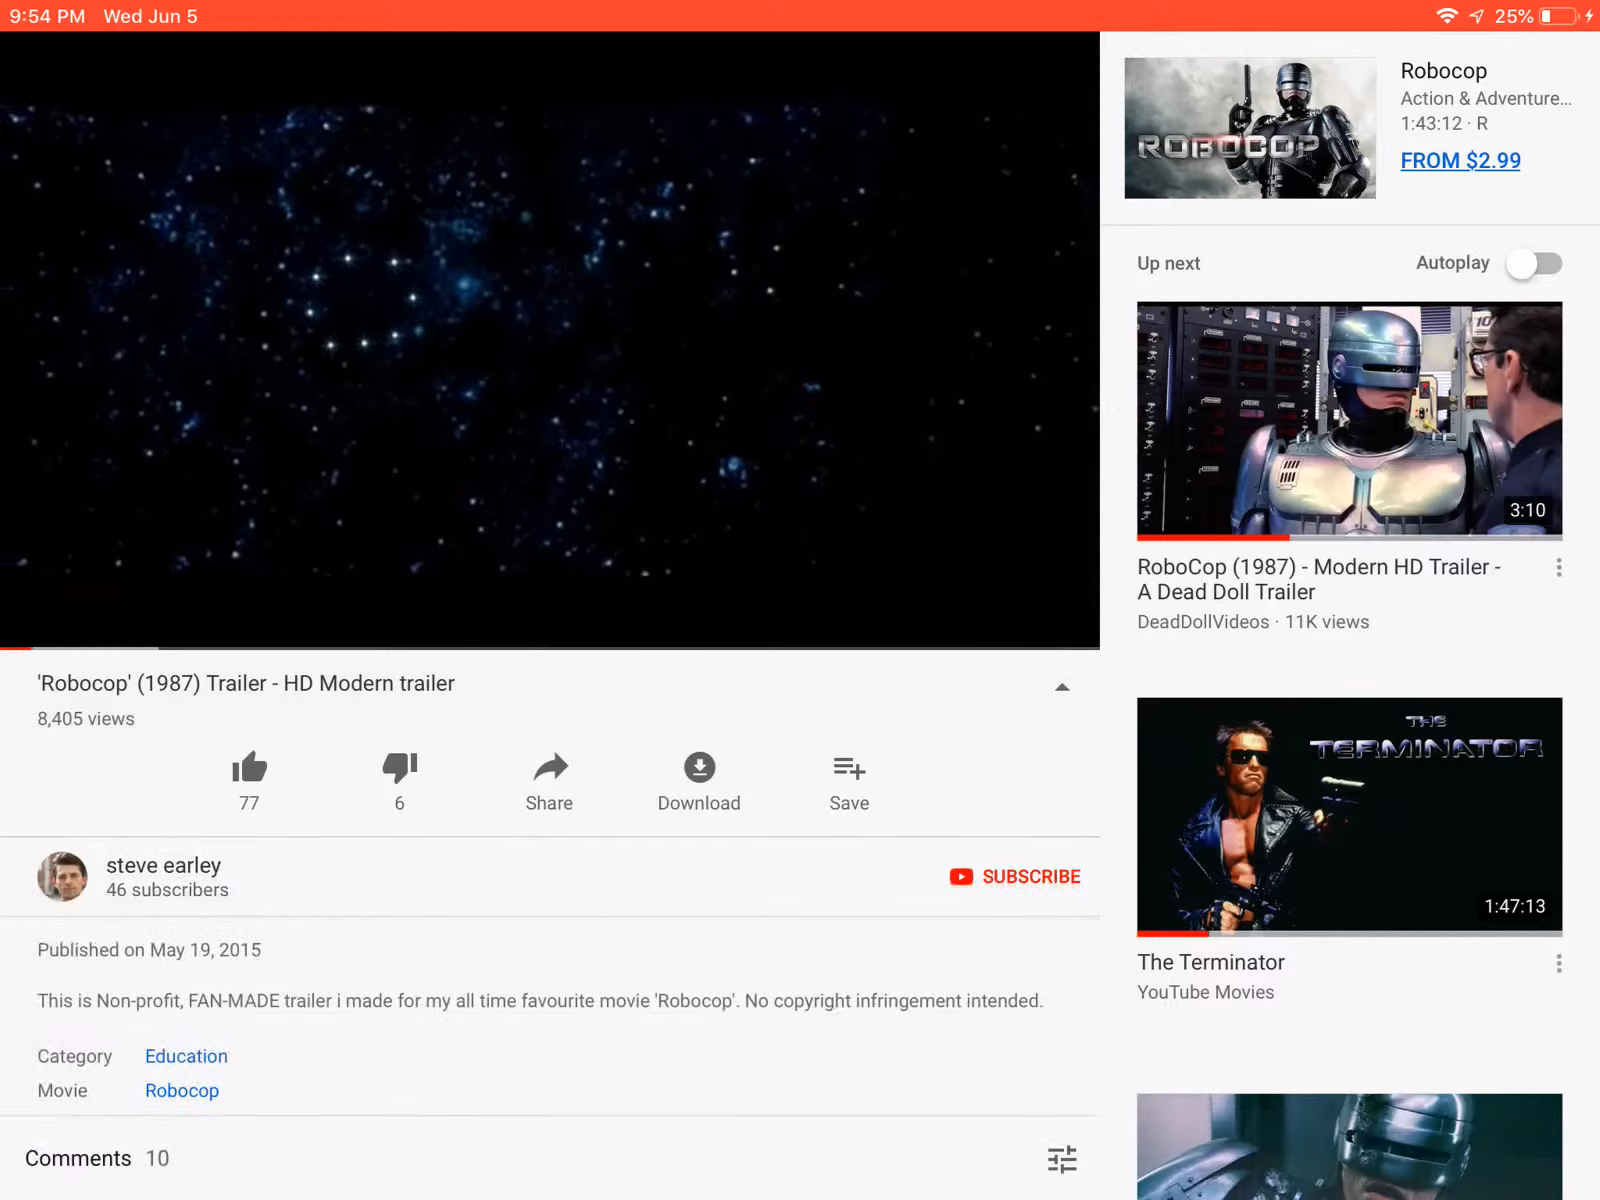 9:54 PM Wed Jun 5
25%
ROBOCOP
Robocop
Action & Adventure...
1:43:12 · R
FROM $2.99
Up next
Autoplay
10
3:10
RoboCop (1987) - Modern HD Trailer -
A Dead Doll Trailer
DeadDollVideos · 11K views
THE
TERMINATOR
1:47:13
The Terminator
YouTube Movies
'Robocop' (1987) Trailer - HD Modern trailer
8,405 views
77
6
Share
Download
Save
steve earley
46 subscribers
SUBSCRIBE
Published on May 19, 2015
This is Non-profit, FAN-MADE trailer i made for my all time favourite movie 'Robocop'. No copyright infringement intended.
Category Education
Movie Robocop
Comments 10